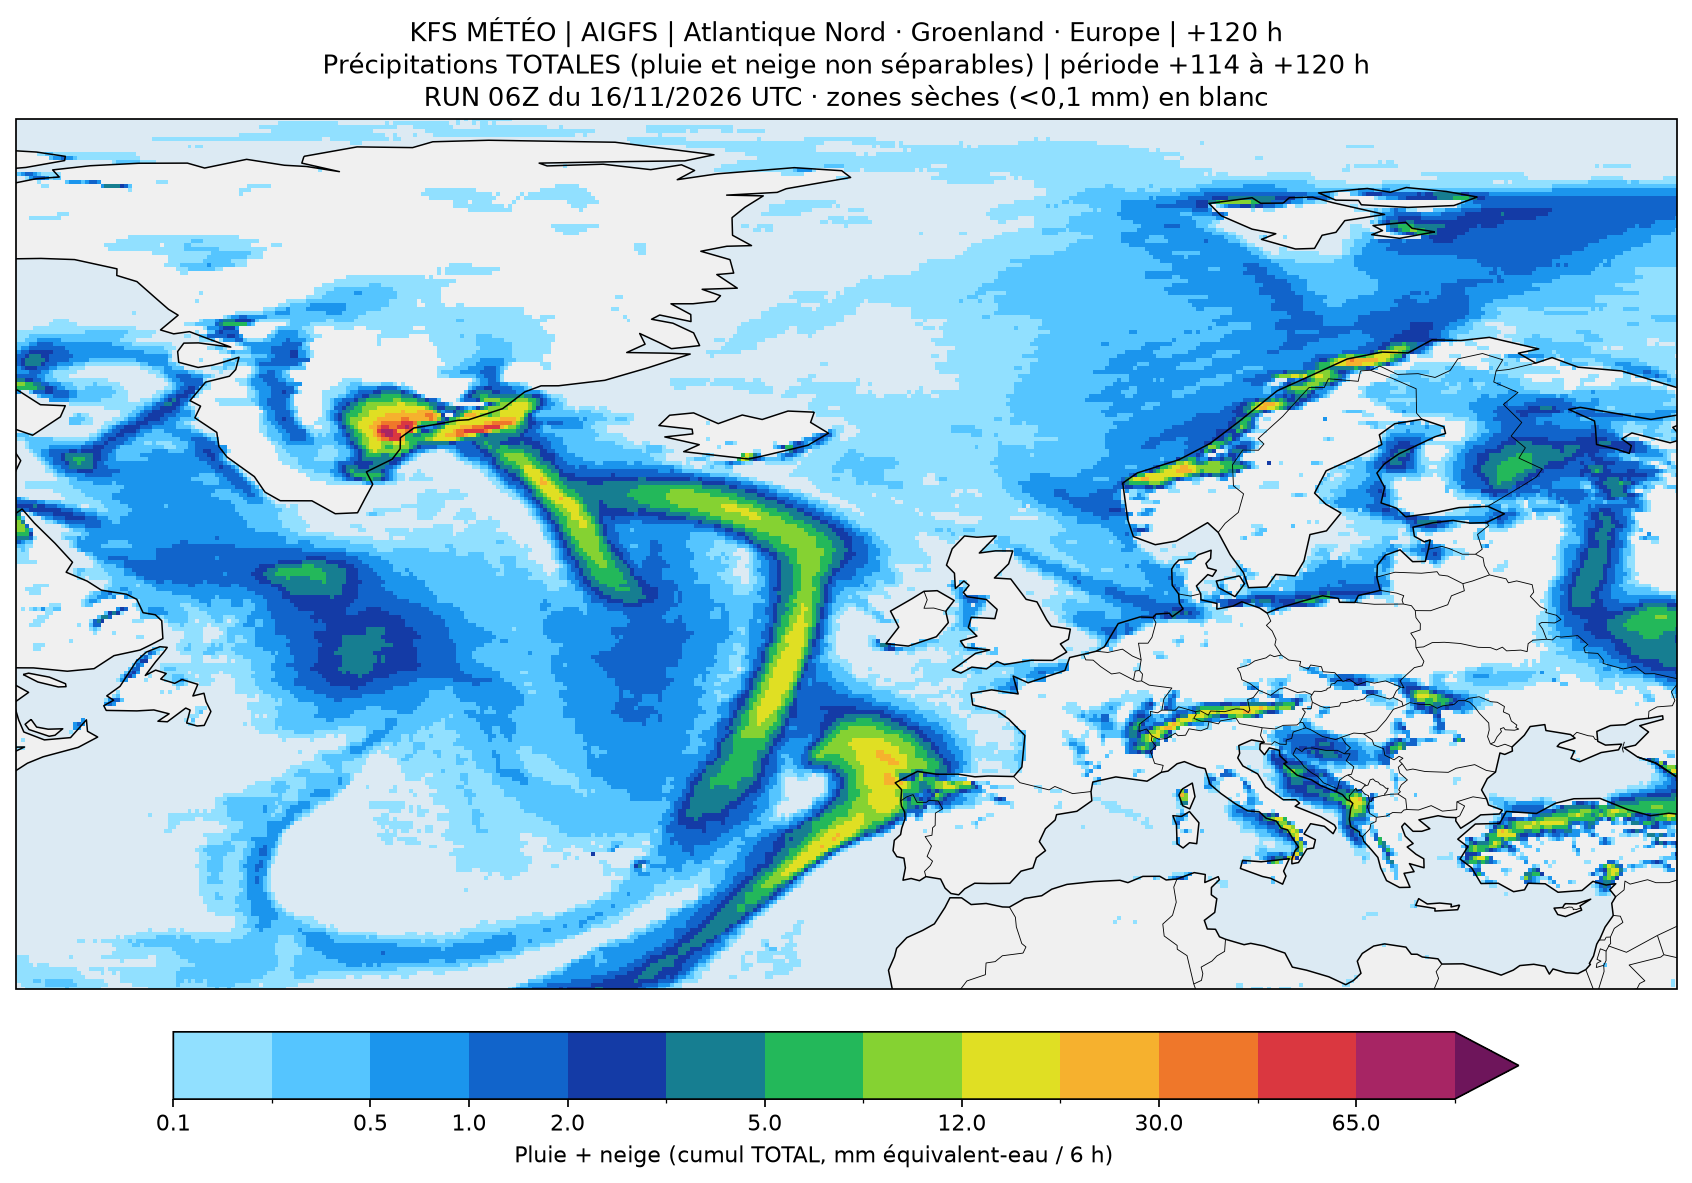 KFS MÉTÉO | AIGFS | Atlantique Nord · Groenland · Europe | +120 h
Précipitations TOTALES (pluie et neige non séparables) | période +114 à +120 h
RUN 06Z du 16/11/2026 UTC · zones sèches (<0,1 mm) en blanc
0.1 0.5 1.0 2.0 5.0 12.0 30.0 65.0
Pluie + neige (cumul TOTAL, mm équivalent-eau / 6 h)